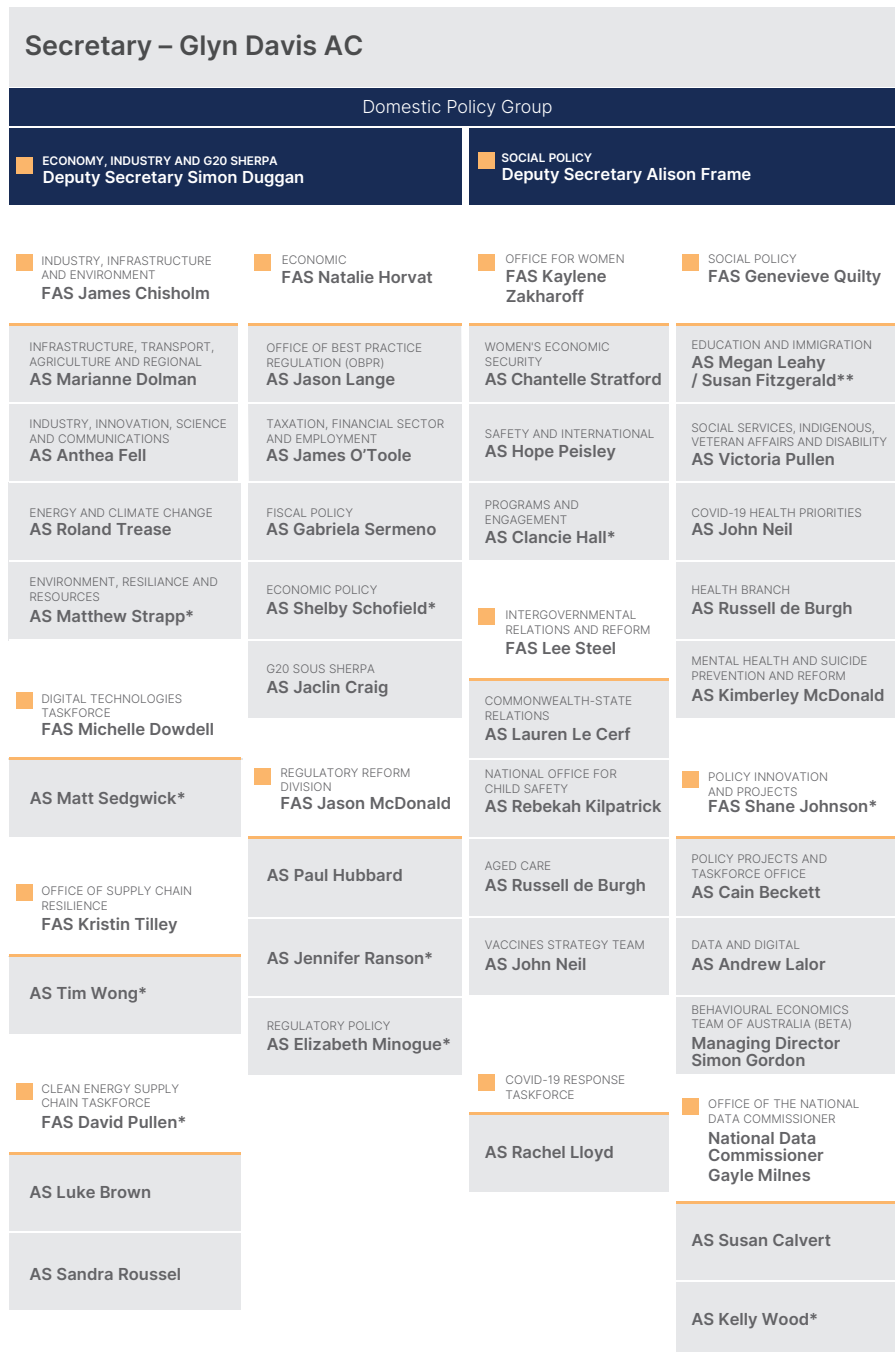 Secretary – Glyn Davis AC
Domestic Policy Group
ECONOMY, INDUSTRY AND G20 SHERPA
Deputy Secretary Simon Duggan
INDUSTRY, INFRASTRUCTURE
AND ENVIRONMENT
FAS James Chisholm
INFRASTRUCTURE, TRANSPORT,
AGRICULTURE AND REGIONAL
AS Marianne Dolman
INDUSTRY, INNOVATION, SCIENCE
AND COMMUNICATIONS
AS Anthea Fell
ENERGY AND CLIMATE CHANGE
AS Roland Trease
ENVIRONMENT, RESILIANCE AND
RESOURCES
AS Matthew Strapp*
DIGITAL TECHNOLOGIES
TASKFORCE
FAS Michelle Dowdell
AS Matt Sedgwick*
OFFICE OF SUPPLY CHAIN
RESILIENCE
FAS Kristin Tilley
AS Tim Wong*
CLEAN ENERGY SUPPLY
CHAIN TASKFORCE
FAS David Pullen*
AS Luke Brown
AS Sandra Roussel
ECONOMIC
FAS Natalie Horvat
OFFICE OF BEST PRACTICE
REGULATION (OBPR)
AS Jason Lange
TAXATION, FINANCIAL SECTOR
AND EMPLOYMENT
AS James O’Toole
FISCAL POLICY
AS Gabriela Sermeno
ECONOMIC POLICY
AS Shelby Schofield*
G20 SOUS SHERPA
AS Jaclin Craig
REGULATORY REFORM
DIVISION
FAS Jason McDonald
AS Paul Hubbard
AS Jennifer Ranson*
REGULATORY POLICY
AS Elizabeth Minogue*
SOCIAL POLICY
Deputy Secretary Alison Frame
OFFICE FOR WOMEN
FAS Kaylene
Zakharoff
WOMEN'S ECONOMIC
SECURITY
AS Chantelle Stratford
SAFETY AND INTERNATIONAL
AS Hope Peisley
PROGRAMS AND
ENGAGEMENT
AS Clancie Hall*
INTERGOVERNMENTAL
RELATIONS AND REFORM
FAS Lee Steel
COMMONWEALTH-STATE
RELATIONS
AS Lauren Le Cerf
NATIONAL OFFICE FOR
CHILD SAFETY
AS Rebekah Kilpatrick
AGED CARE
AS Russell de Burgh
VACCINES STRATEGY TEAM
AS John Neil
COVID-19 RESPONSE
TASKFORCE
AS Rachel Lloyd
SOCIAL POLICY
FAS Genevieve Quilty
EDUCATION AND IMMIGRATION
AS Megan Leahy
/ Susan Fitzgerald**
SOCIAL SERVICES, INDIGENOUS,
VETERAN AFFAIRS AND DISABILITY
AS Victoria Pullen
COVID-19 HEALTH PRIORITIES
AS John Neil
HEALTH BRANCH
AS Russell de Burgh
MENTAL HEALTH AND SUICIDE
PREVENTION AND REFORM
AS Kimberley McDonald
POLICY INNOVATION
AND PROJECTS
FAS Shane Johnson*
POLICY PROJECTS AND
TASKFORCE OFFICE
AS Cain Beckett
DATA AND DIGITAL
AS Andrew Lalor
BEHAVIOURAL ECONOMICS
TEAM OF AUSTRALIA (BETA)
Managing Director
Simon Gordon
OFFICE OF THE NATIONAL
DATA COMMISSIONER
National Data
Commissioner
Gayle Milnes
AS Susan Calvert
AS Kelly Wood*